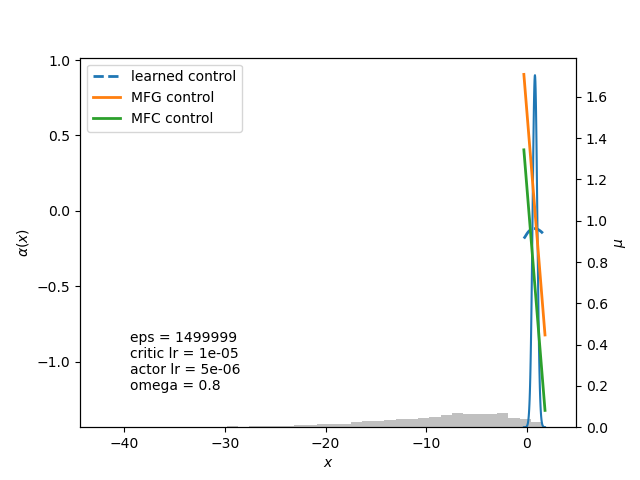 learned control
MFG control
MFC control
1.0
0.5
0.0
−0.5
−1.0
α(x)
1.6
1.4
1.2
1.0
0.8
0.6
0.4
0.2
0.0
μ
eps = 1499999
critic lr = 1e-05
actor lr = 5e-06
omega = 0.8
−40
−30
−20
−10
0
x